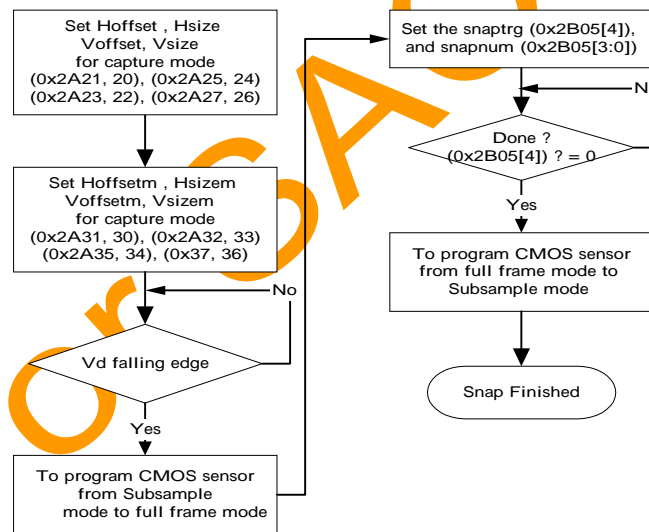 Set Hoffset , Hsize
Voffset, Vsize
for capture mode
(0x2A21, 20), (0x2A25, 24)
(0x2A23, 22), (0x2A27, 26)
Set Hoffsetm , Hsizem
Voffsetm, Vsizem
for capture mode
(0x2A31, 30), (0x2A32, 33)
(0x2A35, 34), (0x37, 36)
No
Vd falling edge
Yes
To program CMOS sensor
from Subsample
mode to full frame mode
Set the snaptrg (0x2B05[4]),
and snapnum (0x2B05[3:0])
N
Done ?
(0x2B05[4]) ? = 0
Yes
To program CMOS sensor
from full frame mode to
Subsample mode
Snap Finished